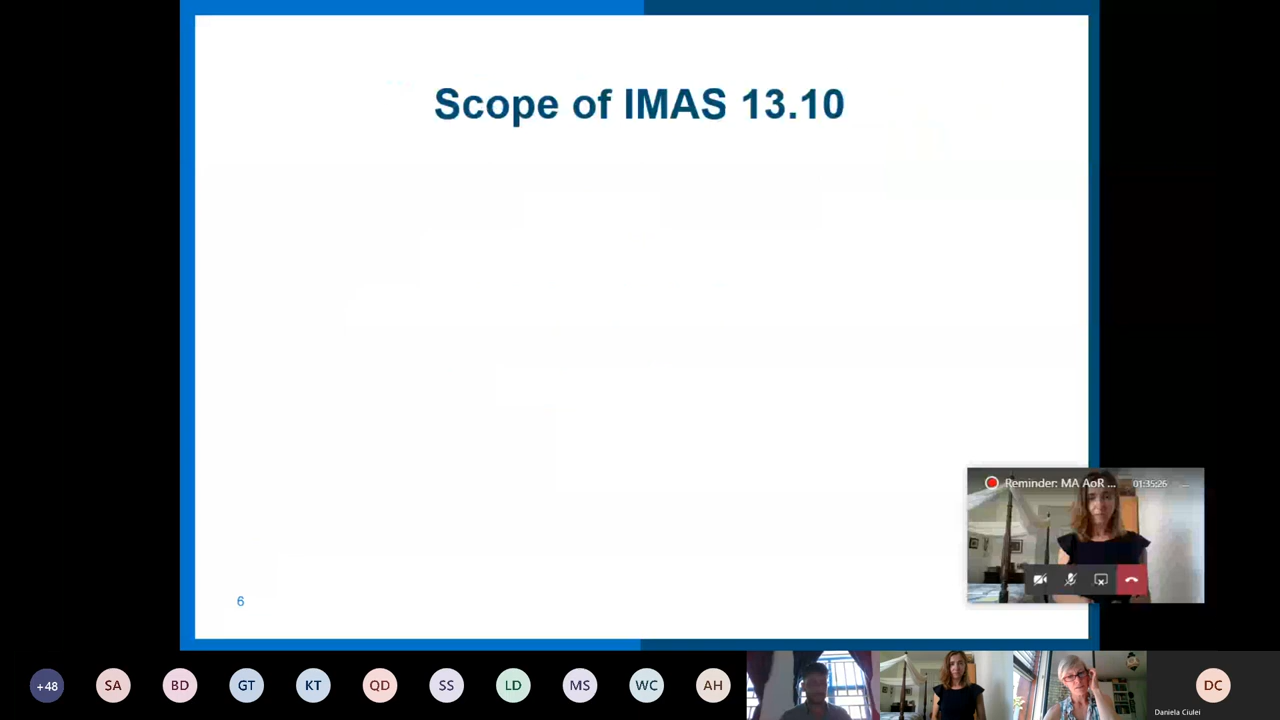 Scope of IMAS 13.10
Reminder: MA AoR ...
01:35:26
...
6
+48
SA
BD
GT
KT
QD
SS
LD
MS
WC
AH
DC
Daniela Ciulei